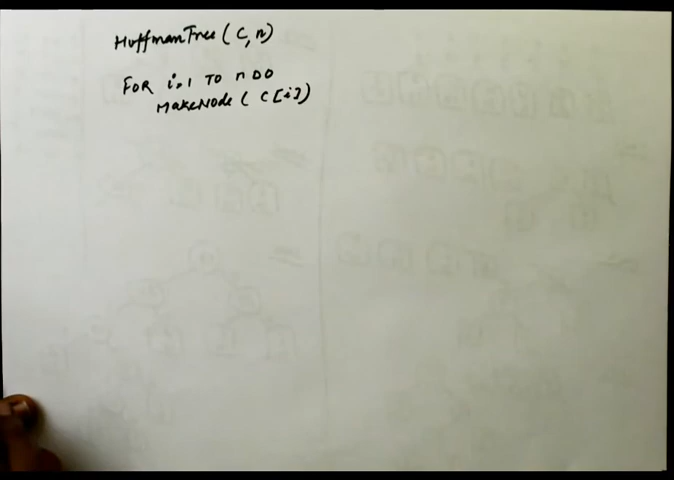 HuffmanTree ( C, n)
FOR i=1 TO n DO
MakeNode ( C [i])